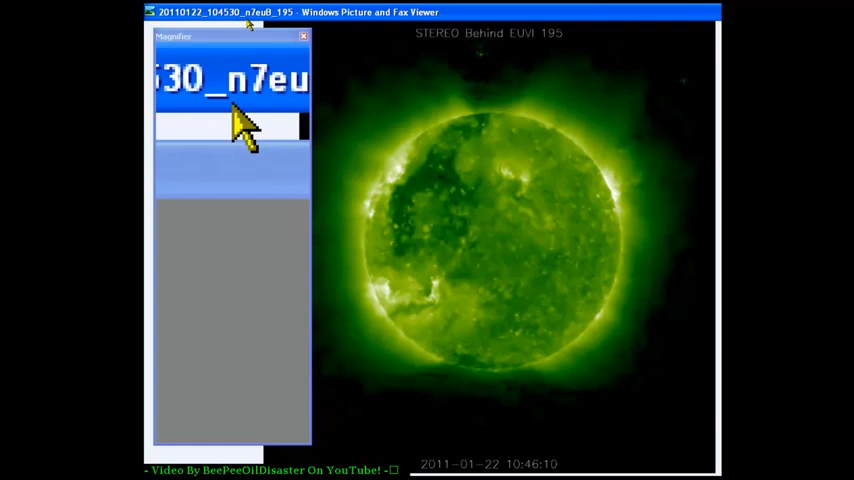 20110122_104530_n7euB_195 - Windows Picture and Fax Viewer
Magnifier
530_n7eu
STEREO Behind EUVI 195
2011-01-22 10:46:10
- Video By BeePeeOilDisaster On YouTube! -□